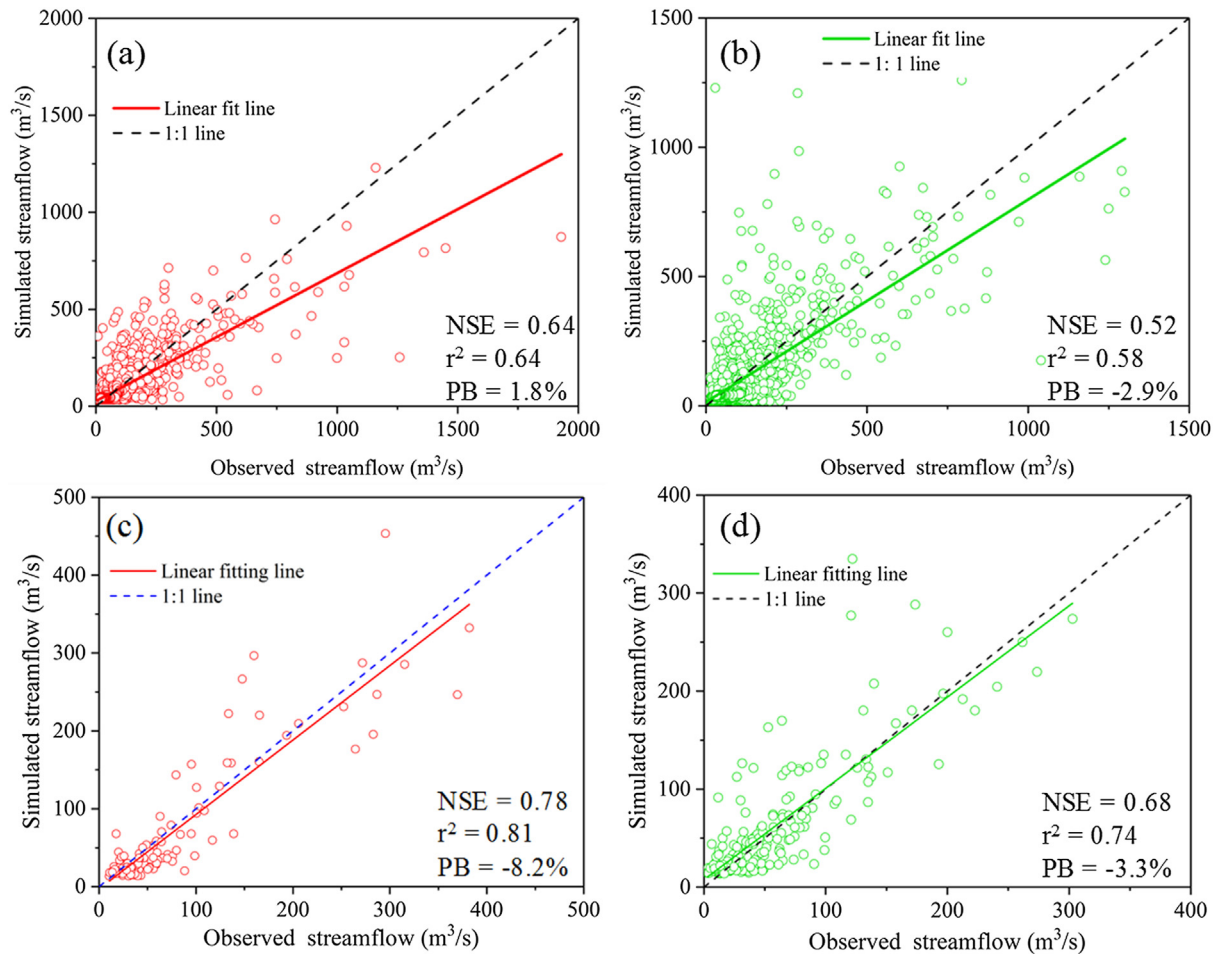 (a)
Linear fit line
1:1 line
NSE = 0.64
r² = 0.64
PB = 1.8%
2000
1500
1000
500
0
0
500
1000
1500
2000
Simulated streamflow (m³/s)
Observed streamflow (m³/s)
(b)
Linear fit line
1: 1 line
NSE = 0.52
r² = 0.58
PB = -2.9%
1500
1000
500
0
0
500
1000
1500
Simulated streamflow (m³/s)
Observed streamflow (m³/s)
(c)
Linear fitting line
1:1 line
NSE = 0.78
r² = 0.81
PB = -8.2%
500
400
300
200
100
0
0
100
200
300
400
500
Simulated streamflow (m³/s)
Observed streamflow (m³/s)
(d)
Linear fitting line
1:1 line
NSE = 0.68
r² = 0.74
PB = -3.3%
400
300
200
100
0
0
100
200
300
400
Simulated streamflow (m³/s)
Observed streamflow (m³/s)